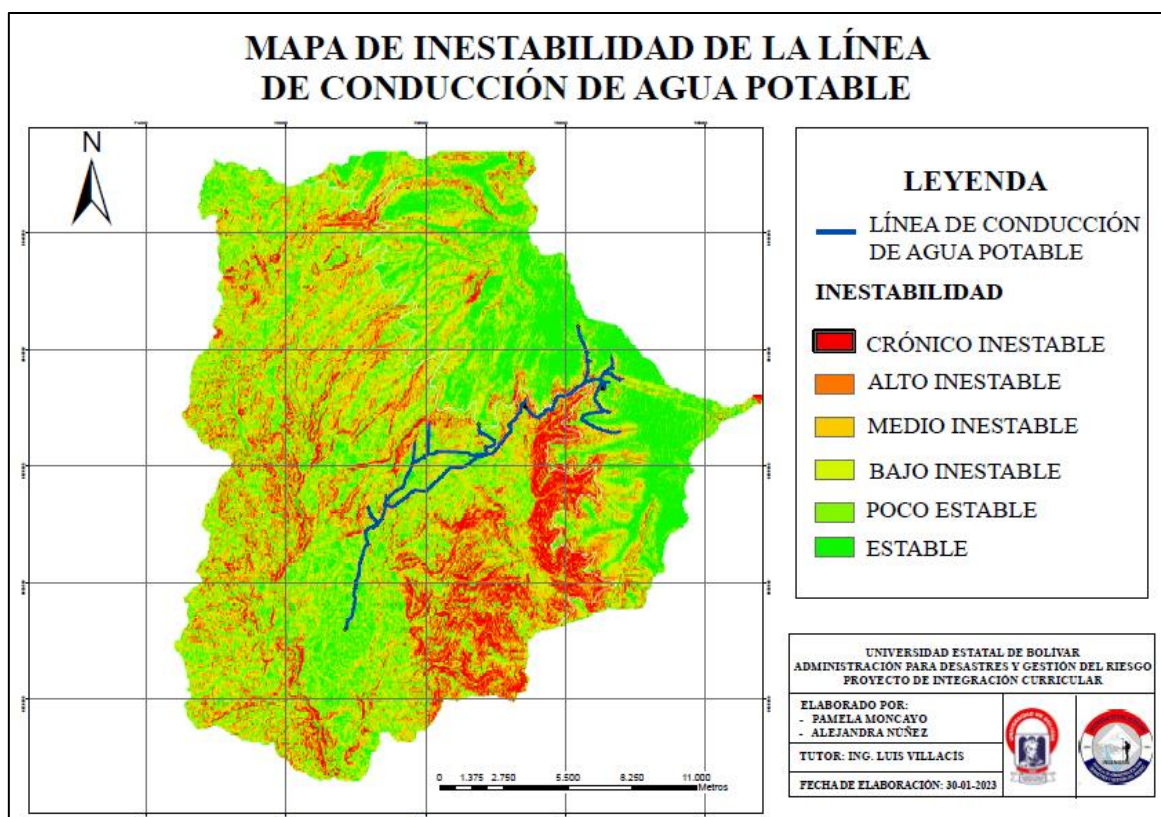 MAPA DE INESTABILIDAD DE LA LÍNEA
DE CONDUCCIÓN DE AGUA POTABLE
N
LEYENDA
LÍNEA DE CONDUCCIÓN
DE AGUA POTABLE
INESTABILIDAD
CRÓNICO INESTABLE
ALTO INESTABLE
MEDIO INESTABLE
BAJO INESTABLE
POCO ESTABLE
ESTABLE
0 1.375 2.750 5.500 8.250 11.000
Metros
UNIVERSIDAD ESTATAL DE BOLÍVAR
ADMINISTRACIÓN PARA DESASTRES Y GESTIÓN DEL RIESGO
PROYECTO DE INTEGRACIÓN CURRICULAR
ELABORADO POR:
- PAMELA MONCAYO
- ALEJANDRA NÚÑEZ
TUTOR: ING. LUIS VILLACÍS
FECHA DE ELABORACIÓN: 30-01-2023